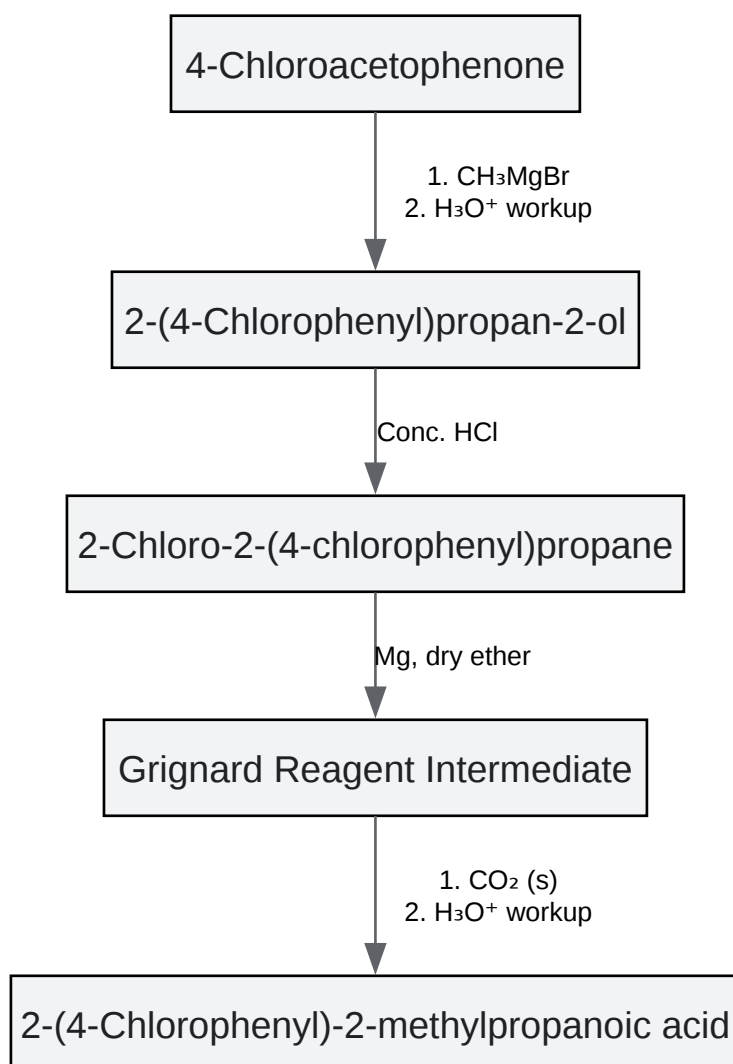 4-Chloroacetophenone
1. CH₃MgBr
2. H₃O⁺ workup
2-(4-Chlorophenyl)propan-2-ol
Conc. HCl
2-Chloro-2-(4-chlorophenyl)propane
Mg, dry ether
Grignard Reagent Intermediate
1. CO₂ (s)
2. H₃O⁺ workup
2-(4-Chlorophenyl)-2-methylpropanoic acid